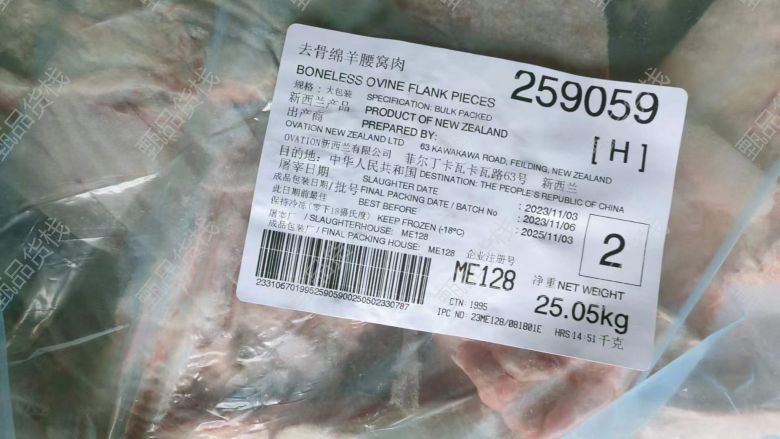 去骨绵羊腰窝肉
BONELESS OVINE FLANK PIECES
259059
规格: 大包装 SPECIFICATION: BULK PACKED
新西兰产品 PRODUCT OF NEW ZEALAND
[ H ]
出产商 PREPARED BY:
OVATION NEW ZEALAND LTD 63 KAWAKAWA ROAD, FEILDING, NEW ZEALAND
OVATION新西兰有限公司 菲尔丁卡瓦卡瓦路63号 新西兰
目的地: 中华人民共和国 DESTINATION: THE PEOPLE'S REPUBLIC OF CHINA
屠宰日期 SLAUGHTER DATE : 2023/11/03
成品包装日期/批号 FINAL PACKING DATE / BATCH No : 2023/11/06
此日期前最佳 BEST BEFORE : 2025/11/03
2
保持冷冻(零下18摄氏度) KEEP FROZEN (-18°C)
屠宰厂 / SLAUGHTERHOUSE: ME128
成品包装厂 / FINAL PACKING HOUSE: ME128
企业注册号
ME128
净重 NET WEIGHT
25.05kg
千克
23310670199525905900250502330787
CTN: 1995
IPC NO: 23ME128/081801E HRS:14:51
甄品货栈